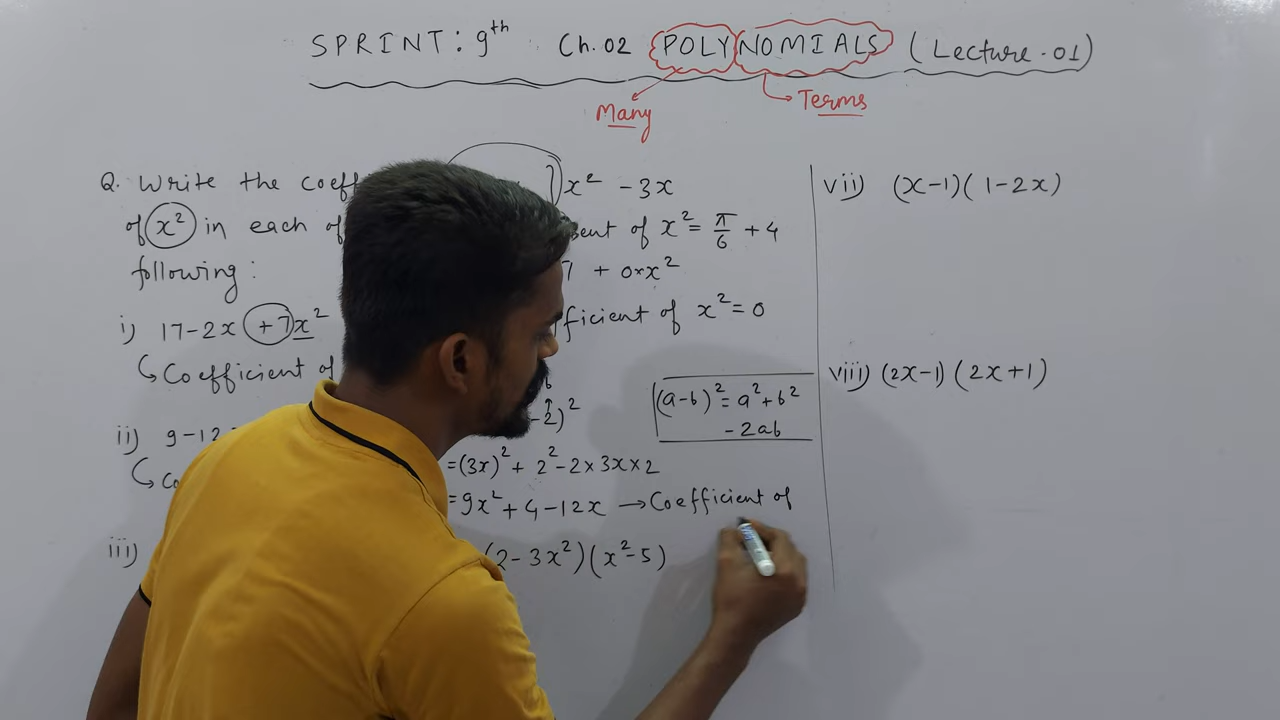 SPRINT: 9th Ch. 02 POLYNOMIALS (Lecture-01)
Many Terms
Q. Write the
of x² in each of
following:
i) 17-2x+7x²
↳ Coefficient of
ii) 9-12
iii)
x² -3x
of x² = π/6 + 4
7 + 0×x²
of x² = 0
-2)²
(a-b)² = a²+b²
-2ab
=(3x)² + 2² - 2×3x×2
=9x²+4-12x → Coefficient of
(2-3x²)(x²-5)
vii) (x-1)(1-2x)
viii) (2x-1)(2x+1)